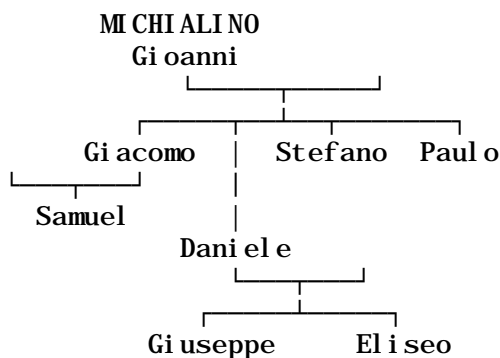 MICHIALINO
Gioanni
Giacomo Stefano Paulo
Samuel
Daniele
Giuseppe Eliseo